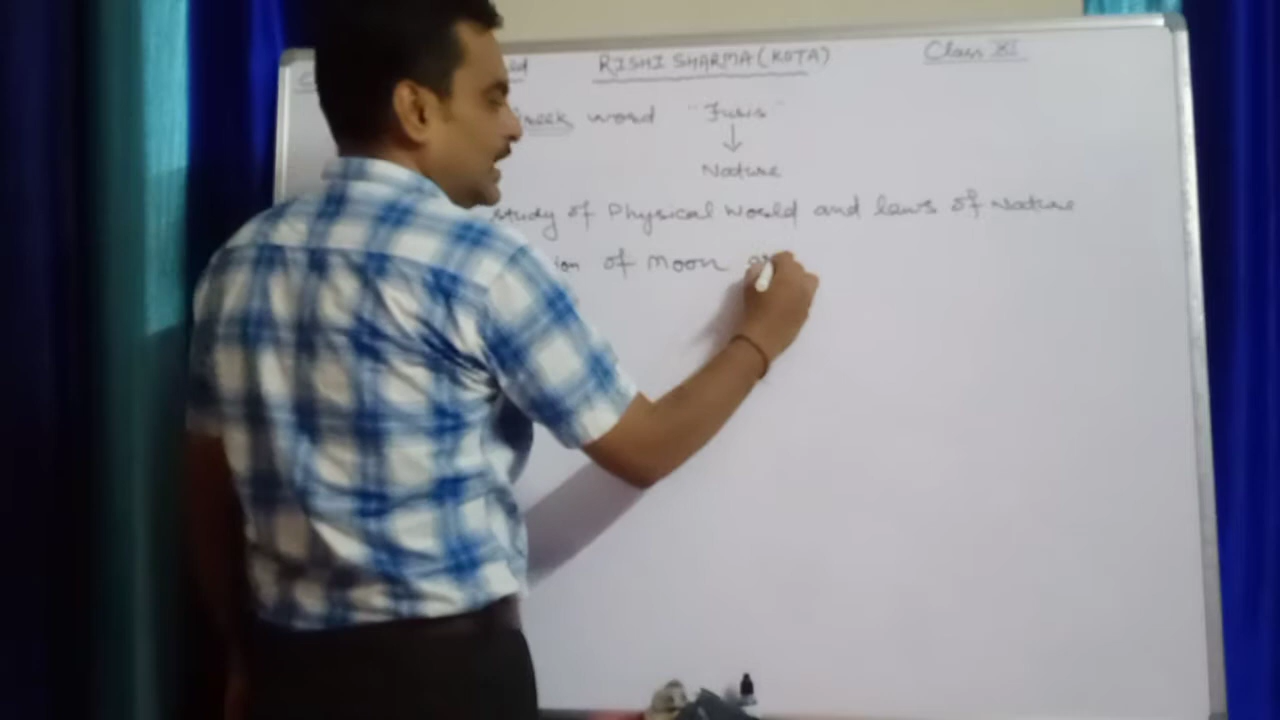 RISHI SHARMA (KOTA) Class XI
word "Fusis"
↓
Nature
study of Physical World and laws of Nature
of Moon